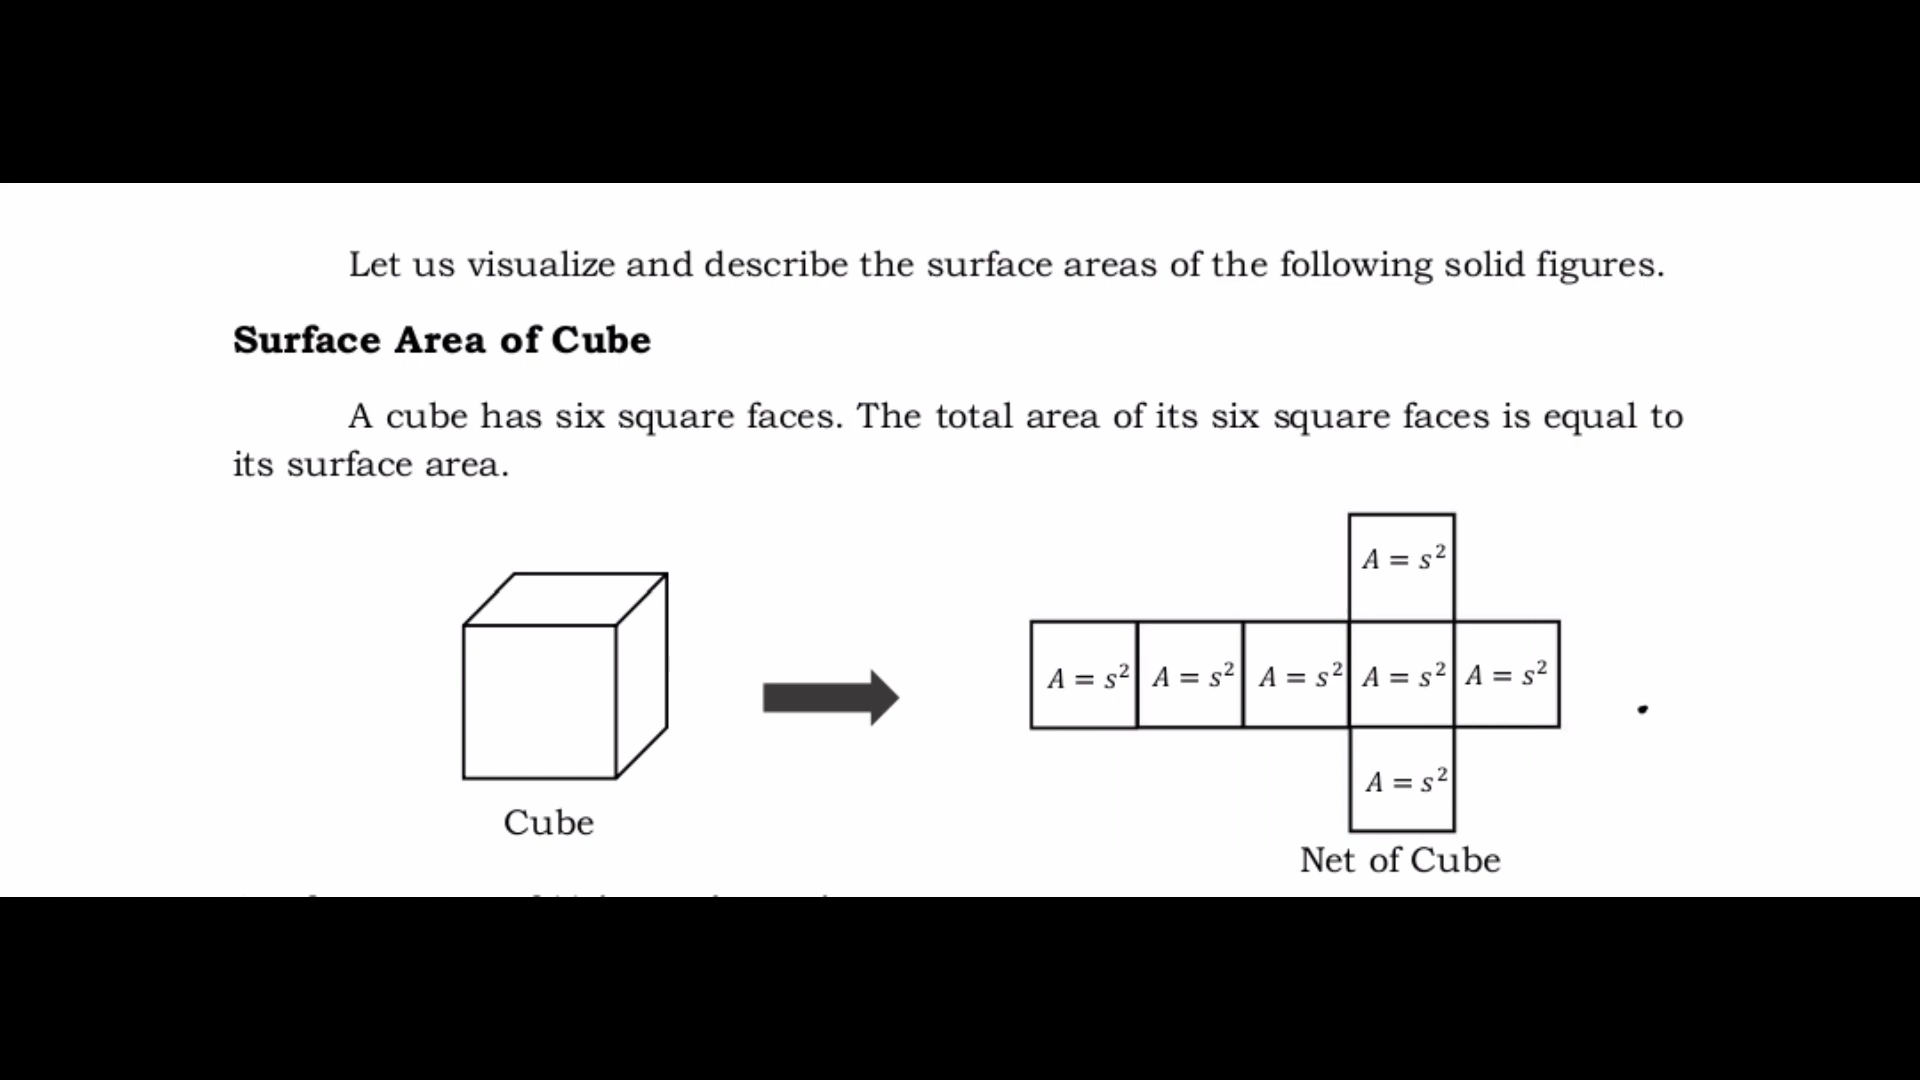 Let us visualize and describe the surface areas of the following solid figures.
Surface Area of Cube
A cube has six square faces. The total area of its six square faces is equal to
its surface area.
A = s²
A = s² A = s² A = s² A = s² A = s²
A = s²
Cube
Net of Cube